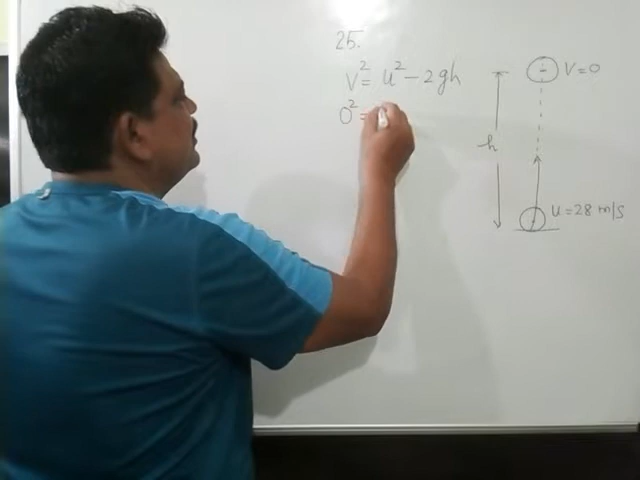 25.
v² = u² - 2gh
0² =
v=0
h
u=28 m/s